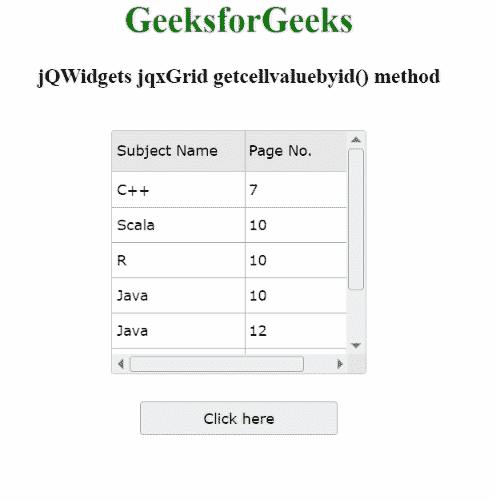 GeeksforGeeks
jQWidgets jqxGrid getcellvaluebyid() method
Subject Name Page No.
C++ 7
Scala 10
R 10
Java 10
Java 12
Click here